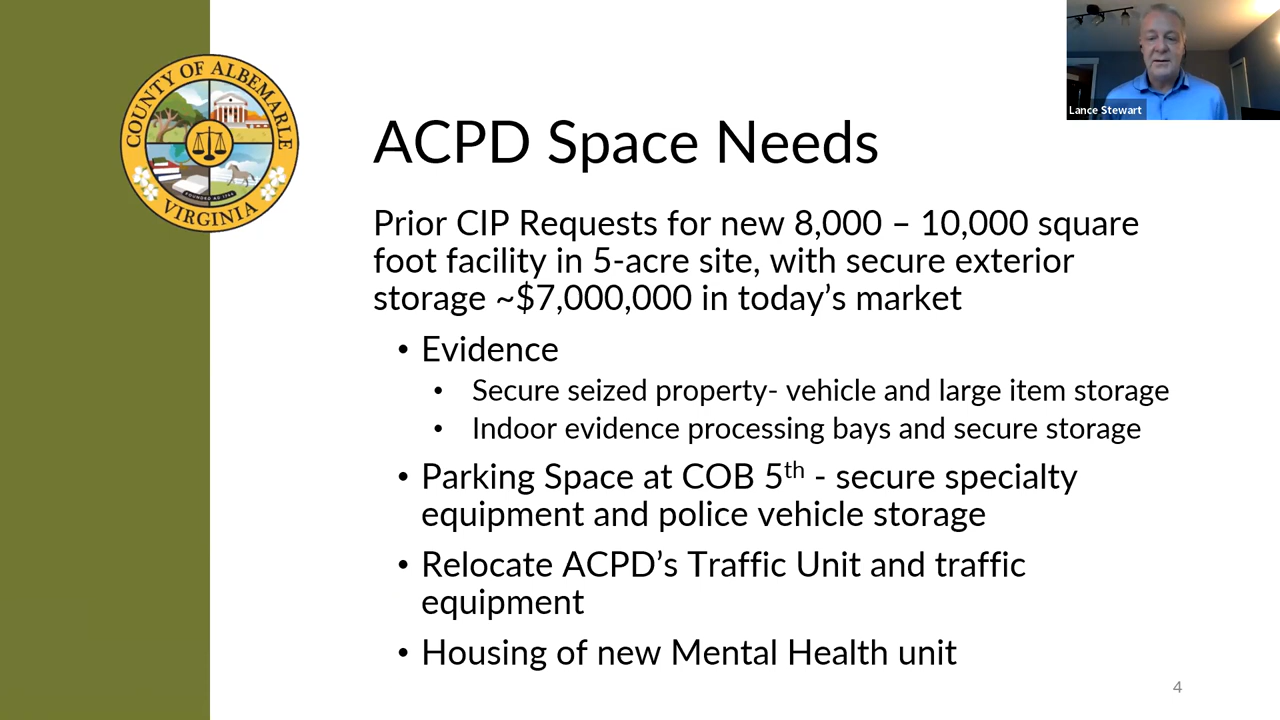 COUNTY OF ALBEMARLE
VIRGINIA
Lance Stewart
ACPD Space Needs
Prior CIP Requests for new 8,000 – 10,000 square
foot facility in 5-acre site, with secure exterior
storage ~$7,000,000 in today’s market
• Evidence
• Secure seized property- vehicle and large item storage
• Indoor evidence processing bays and secure storage
• Parking Space at COB 5th - secure specialty
equipment and police vehicle storage
• Relocate ACPD’s Traffic Unit and traffic
equipment
• Housing of new Mental Health unit
4